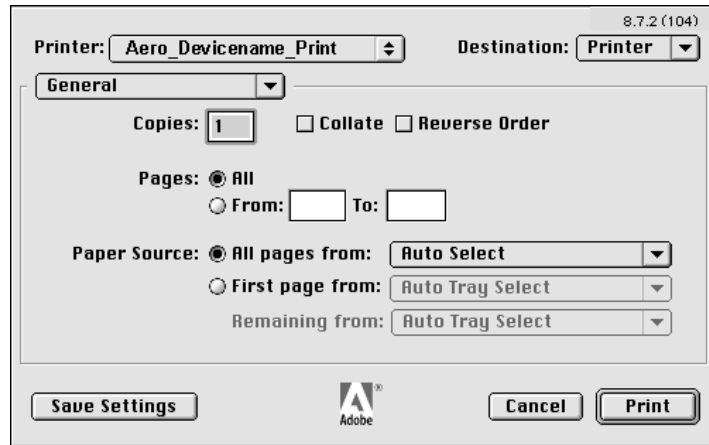 8.7.2 (104)
Printer: Aero_Devicename_Print Destination: Printer
General
Copies: 1 Collate Reverse Order
Pages: All
From: To:
Paper Source: All pages from: Auto Select
First page from: Auto Tray Select
Remaining from: Auto Tray Select
Save Settings Adobe ® Cancel Print